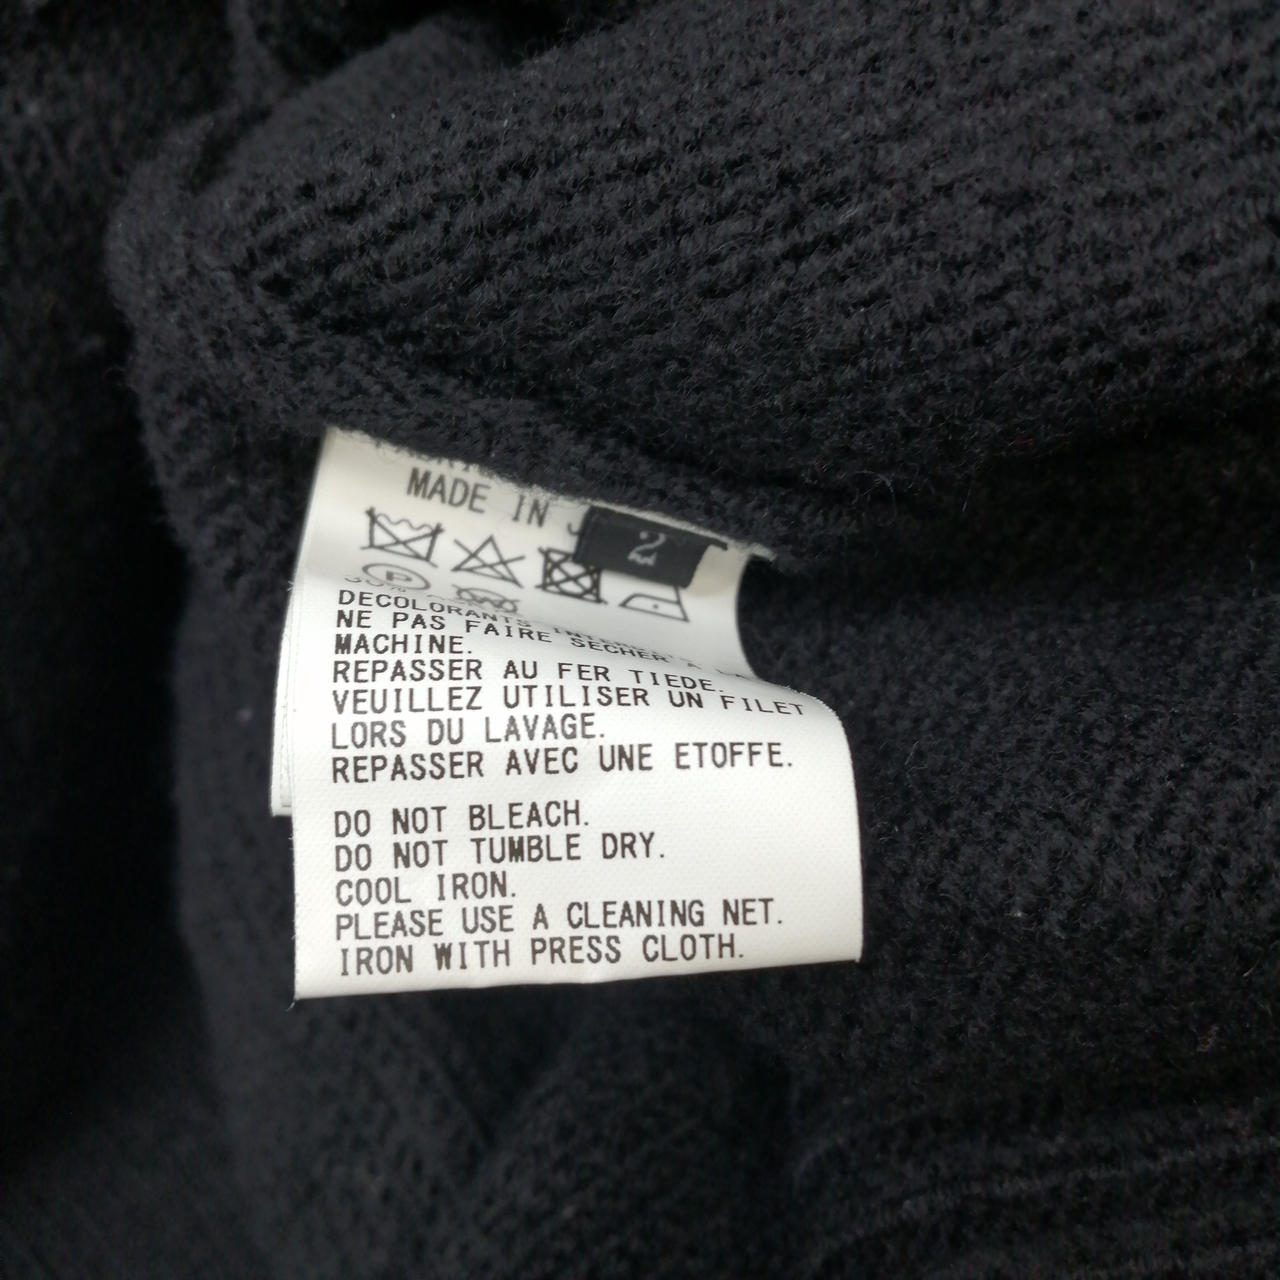 MADE IN
2
P
DECOLORANTS
NE PAS FAIRE SECHER A
MACHINE.
REPASSER AU FER TIEDE.
VEUILLEZ UTILISER UN FILET
LORS DU LAVAGE.
REPASSER AVEC UNE ETOFFE.
DO NOT BLEACH.
DO NOT TUMBLE DRY.
COOL IRON.
PLEASE USE A CLEANING NET.
IRON WITH PRESS CLOTH.